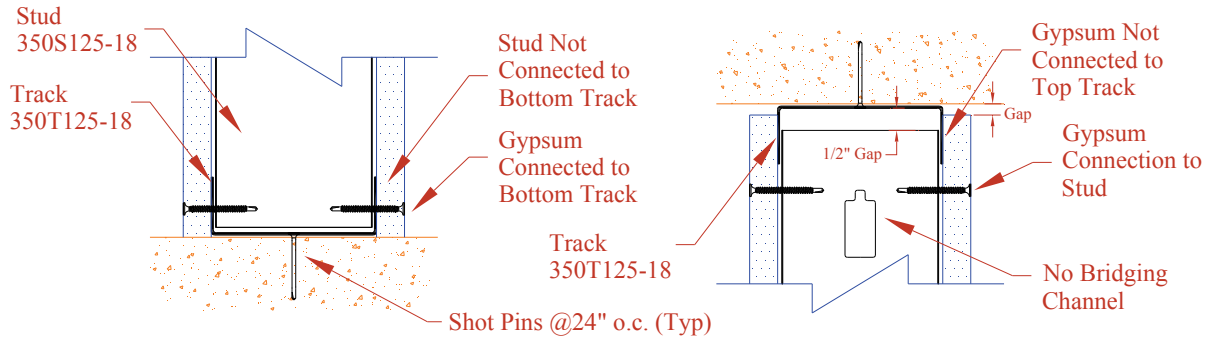 Stud
350S125-18
Track
350T125-18
Stud Not
Connected to
Bottom Track
Gypsum
Connected to
Bottom Track
Shot Pins @24" o.c. (Typ)
Gypsum Not
Connected to
Top Track
Gap
1/2" Gap
Gypsum
Connection to
Stud
Track
350T125-18
No Bridging
Channel